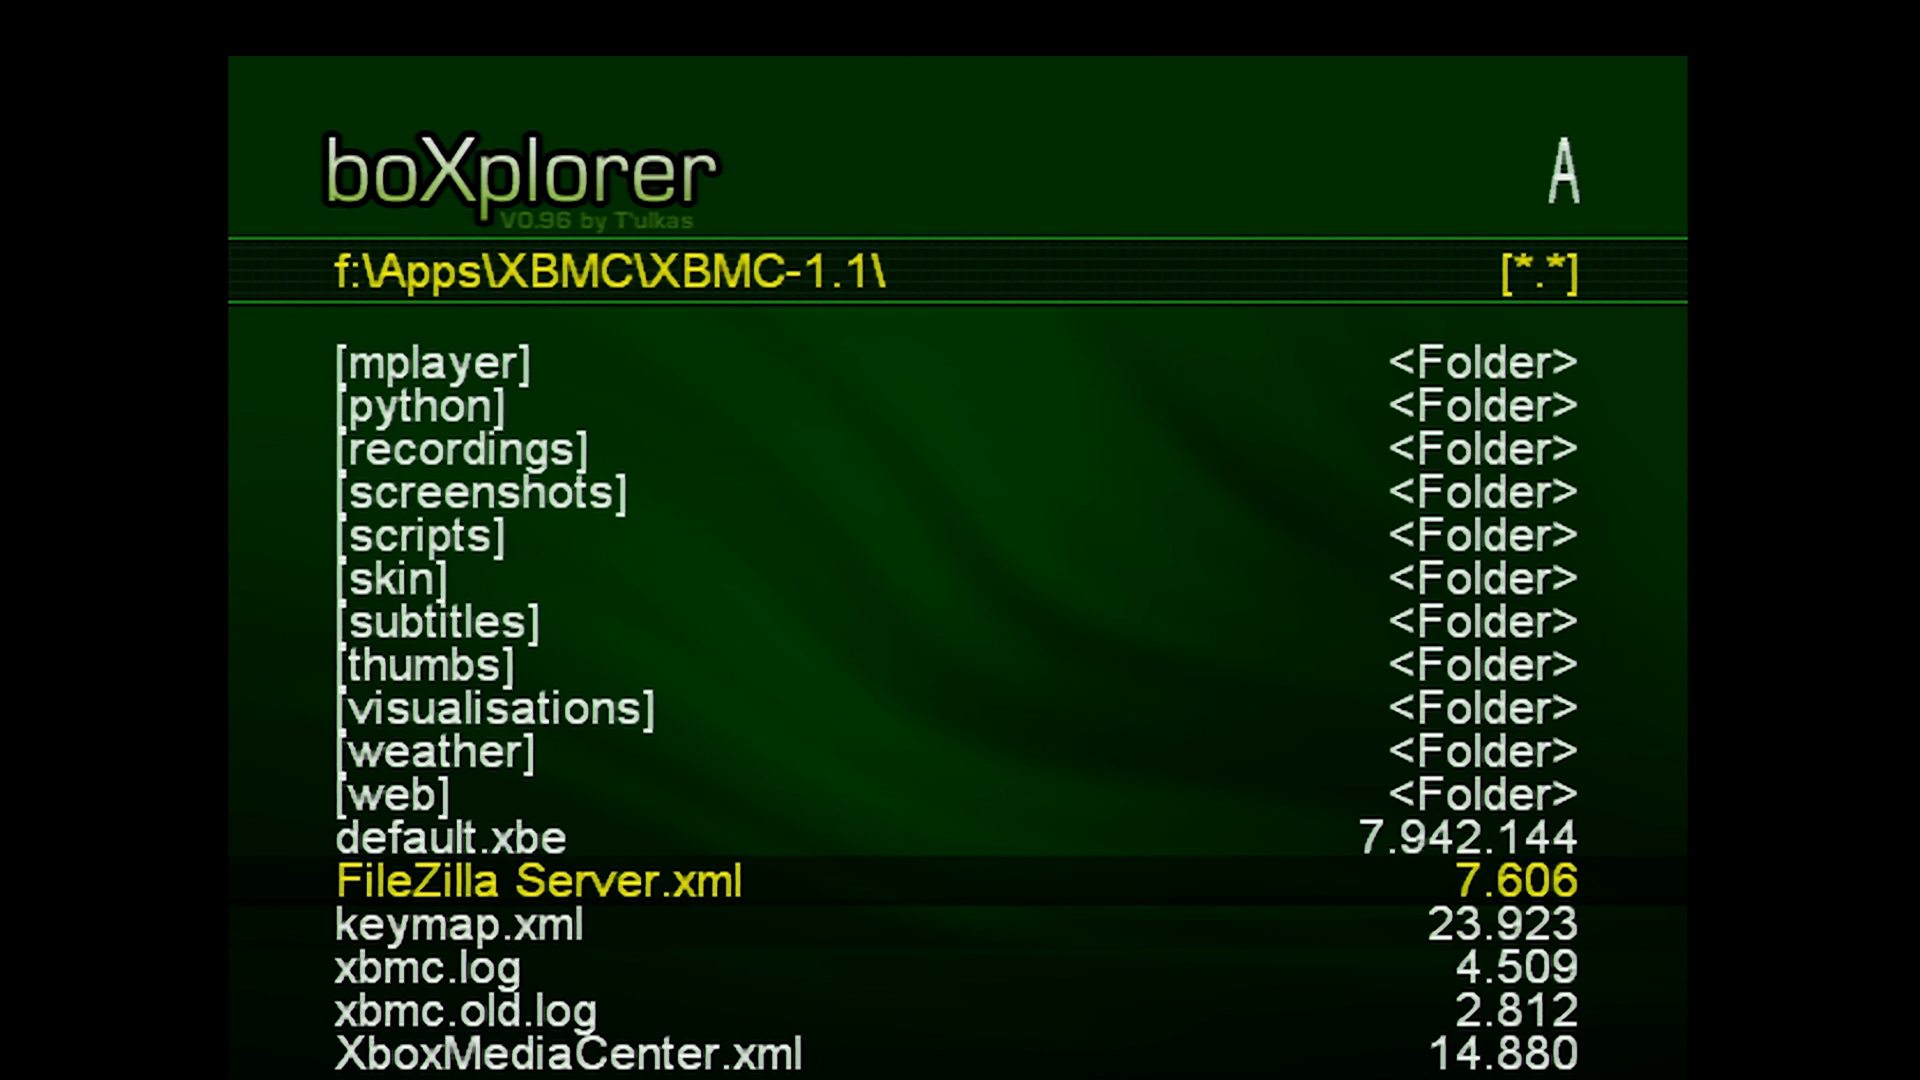 boXplorer
A
V0.96 by T'ulkas
f:\Apps\XBMC\XBMC-1.1\ [*.*]
[mplayer] <Folder>
[python] <Folder>
[recordings] <Folder>
[screenshots] <Folder>
[scripts] <Folder>
[skin] <Folder>
[subtitles] <Folder>
[thumbs] <Folder>
[visualisations] <Folder>
[weather] <Folder>
[web] <Folder>
default.xbe 7.942.144
FileZilla Server.xml 7.606
keymap.xml 23.923
xbmc.log 4.509
xbmc.old.log 2.812
XboxMediaCenter.xml 14.880